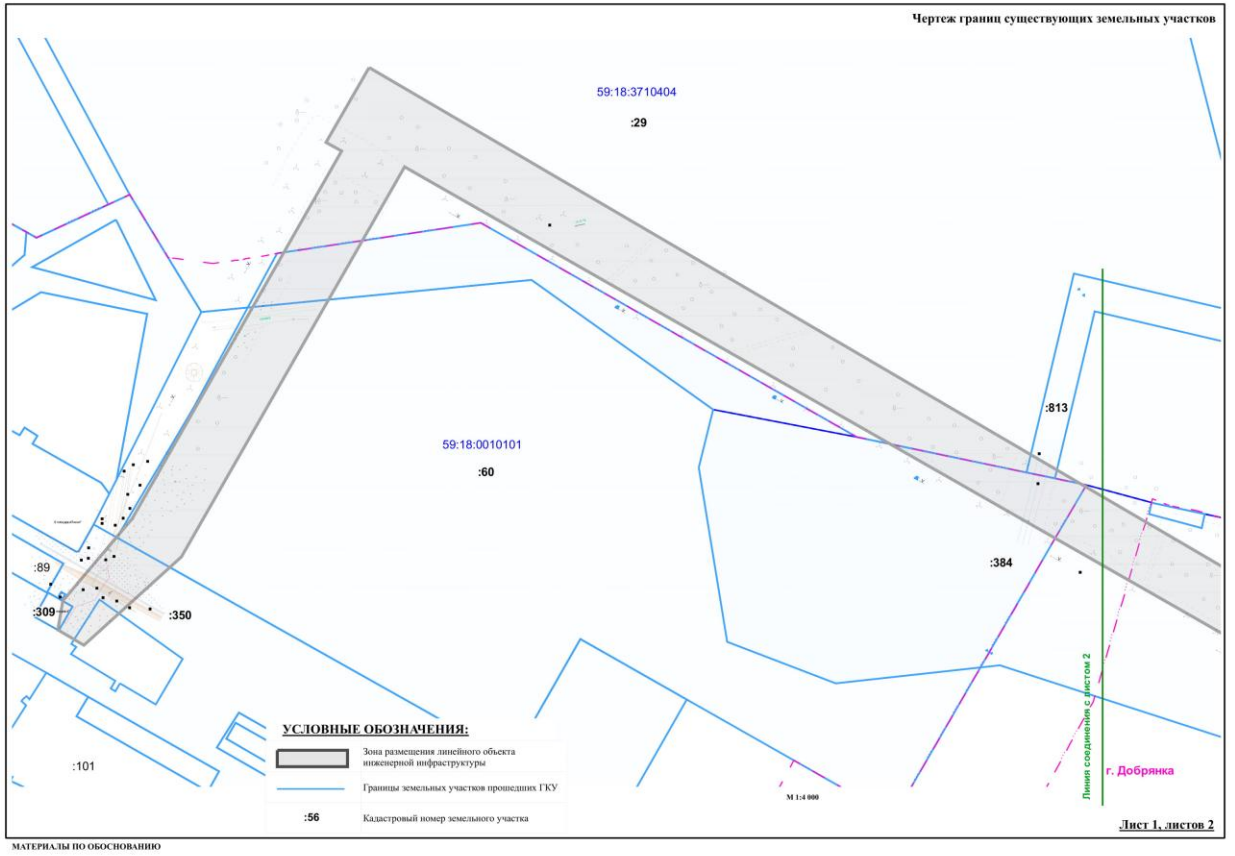 Чертеж границ существующих земельных участков
59:18:3710404
:29
:813
59:18:0010101
:60
:384
:89
:309
:350
:101
Линия соединения с листом 2
г. Добрянка
УСЛОВНЫЕ ОБОЗНАЧЕНИЯ:
Зона размещения линейного объекта
инженерной инфраструктуры
Границы земельных участков прошедших ГКУ
:56 Кадастровый номер земельного участка
М 1:4 000
Лист 1, листов 2
МАТЕРИАЛЫ ПО ОБОСНОВАНИЮ